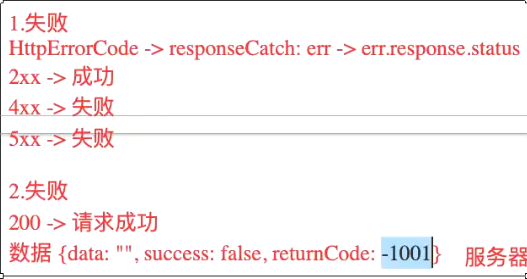 1.失败
HttpErrorCode -> responseCatch: err -> err.response.status
2xx -> 成功
4xx -> 失败
5xx -> 失败
2.失败
200 -> 请求成功
数据 {data: "", success: false, returnCode: -1001} 服务器